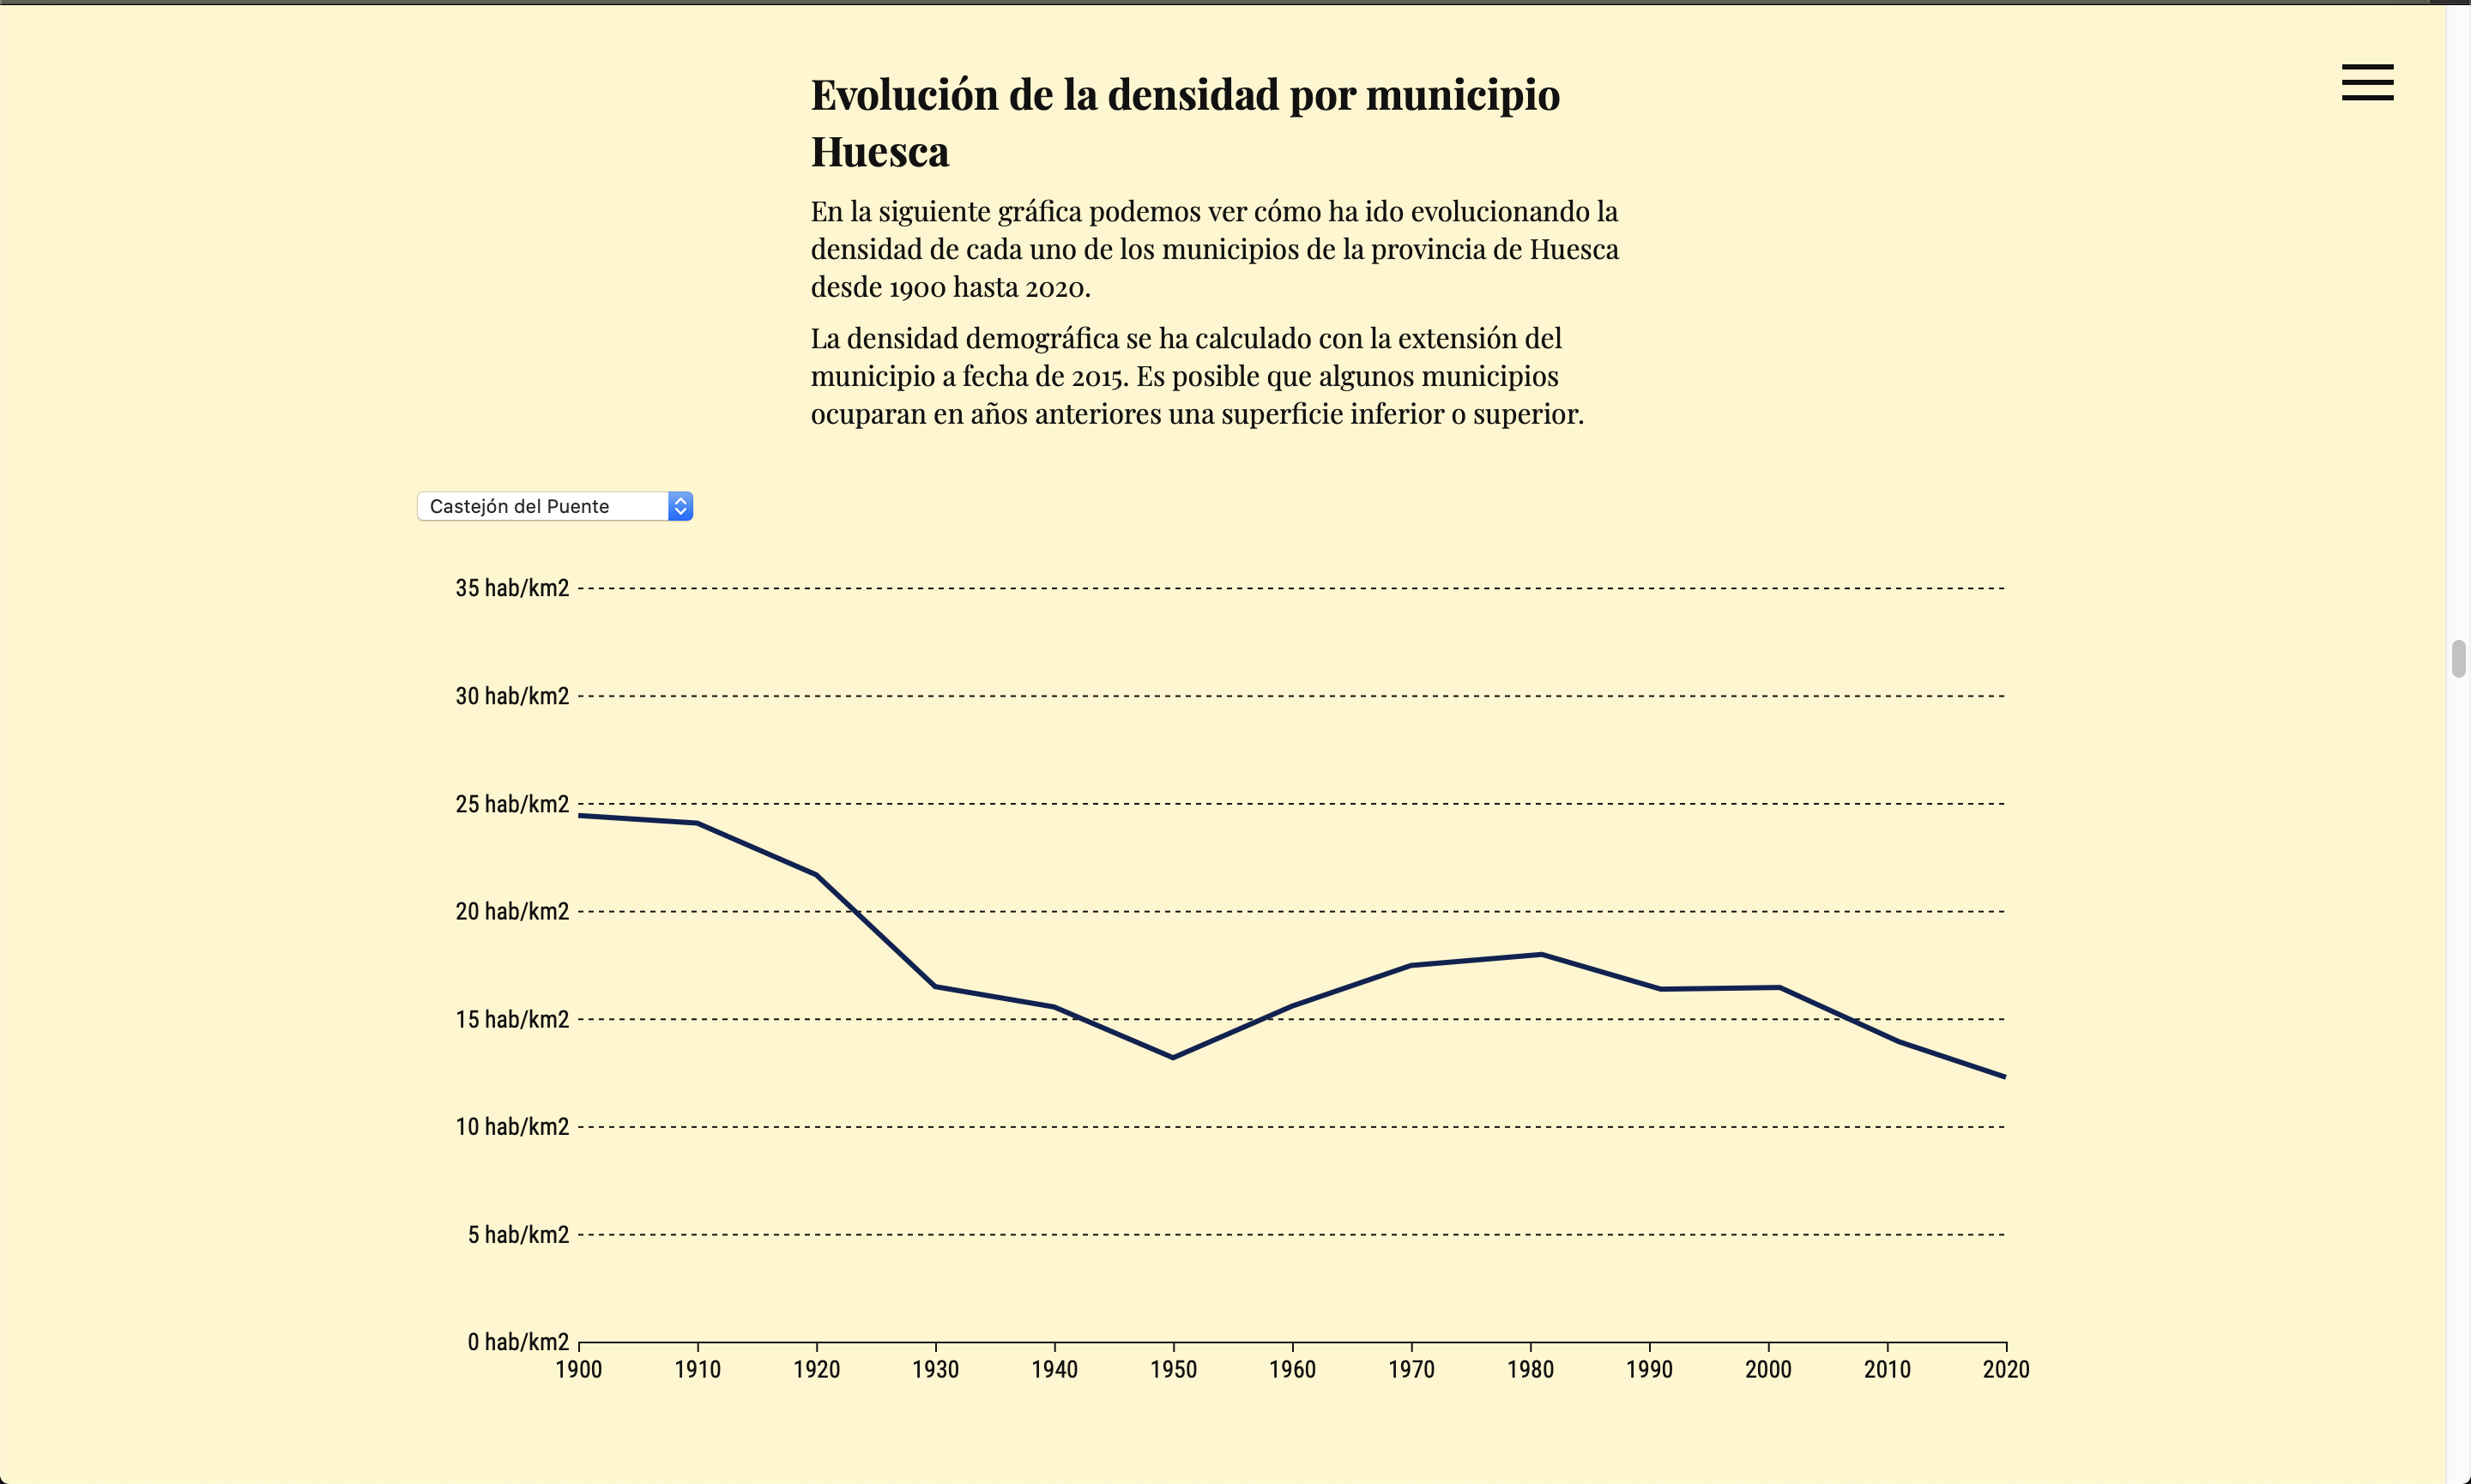 Evolución de la densidad por municipio
Huesca
En la siguiente gráfica podemos ver cómo ha ido evolucionando la
densidad de cada uno de los municipios de la provincia de Huesca
desde 1900 hasta 2020.
La densidad demográfica se ha calculado con la extensión del
municipio a fecha de 2015. Es posible que algunos municipios
ocuparan en años anteriores una superficie inferior o superior.
Castejón del Puente
35 hab/km2
30 hab/km2
25 hab/km2
20 hab/km2
15 hab/km2
10 hab/km2
5 hab/km2
0 hab/km2
1900 1910 1920 1930 1940 1950 1960 1970 1980 1990 2000 2010 2020